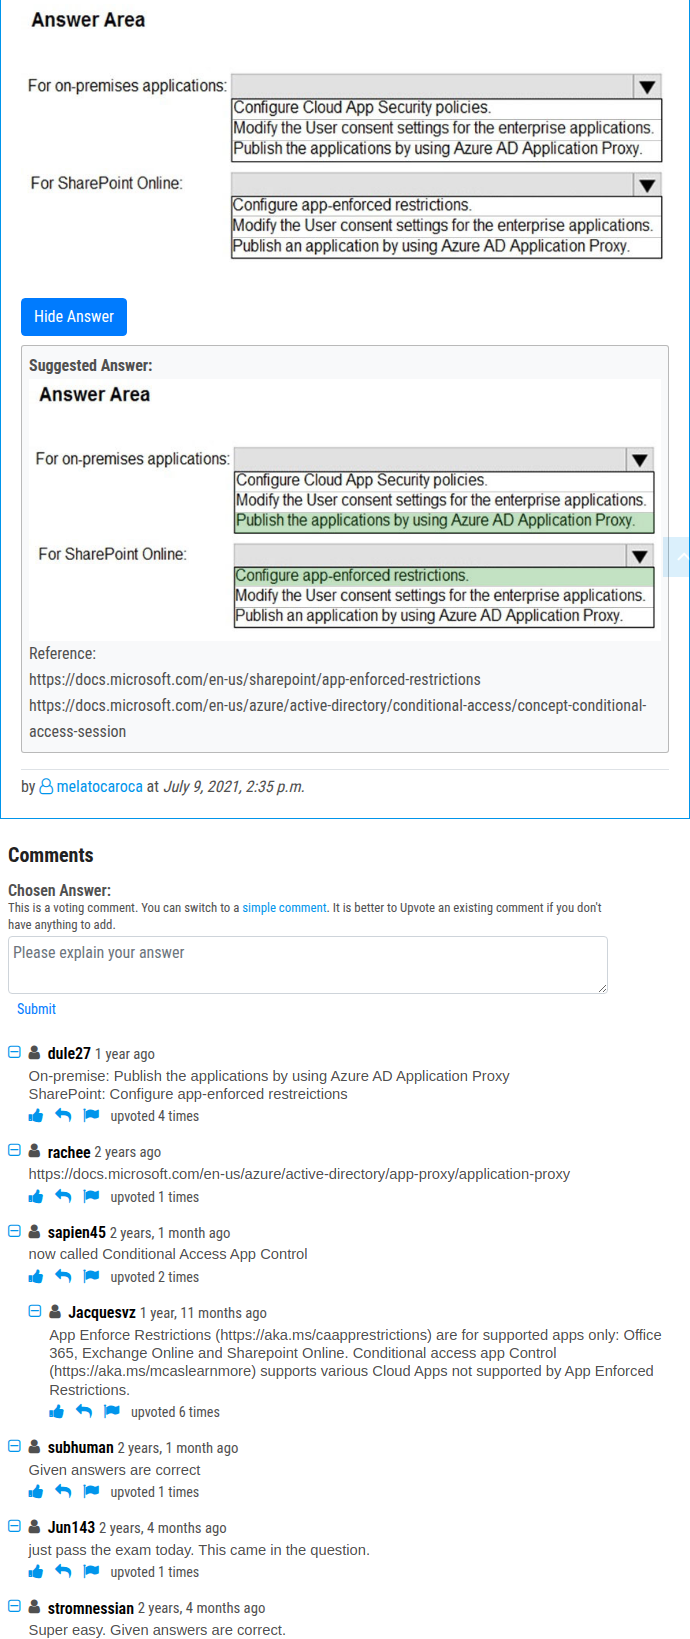 Answer Area
For on-premises applications:
Configure Cloud App Security policies.
Modify the User consent settings for the enterprise applications.
Publish the applications by using Azure AD Application Proxy.
For SharePoint Online:
Configure app-enforced restrictions.
Modify the User consent settings for the enterprise applications.
Publish an application by using Azure AD Application Proxy.
Hide Answer
Suggested Answer:
Answer Area
For on-premises applications:
Configure Cloud App Security policies.
Modify the User consent settings for the enterprise applications.
Publish the applications by using Azure AD Application Proxy.
For SharePoint Online:
Configure app-enforced restrictions.
Modify the User consent settings for the enterprise applications.
Publish an application by using Azure AD Application Proxy.
Reference:
https://docs.microsoft.com/en-us/sharepoint/app-enforced-restrictions
https://docs.microsoft.com/en-us/azure/active-directory/conditional-access/concept-conditional-
access-session
by melatocaroca at July 9, 2021, 2:35 p.m.
Comments
Chosen Answer:
This is a voting comment. You can switch to a simple comment. It is better to Upvote an existing comment if you don't
have anything to add.
Please explain your answer
Submit
dule27 1 year ago
On-premise: Publish the applications by using Azure AD Application Proxy
SharePoint: Configure app-enforced restreictions
upvoted 4 times
rachee 2 years ago
https://docs.microsoft.com/en-us/azure/active-directory/app-proxy/application-proxy
upvoted 1 times
sapien45 2 years, 1 month ago
now called Conditional Access App Control
upvoted 2 times
Jacquesvz 1 year, 11 months ago
App Enforce Restrictions (https://aka.ms/caapprestrictions) are for supported apps only: Office
365, Exchange Online and Sharepoint Online. Conditional access app Control
(https://aka.ms/mcaslearnmore) supports various Cloud Apps not supported by App Enforced
Restrictions.
upvoted 6 times
subhuman 2 years, 1 month ago
Given answers are correct
upvoted 1 times
Jun143 2 years, 4 months ago
just pass the exam today. This came in the question.
upvoted 1 times
stromnessian 2 years, 4 months ago
Super easy. Given answers are correct.